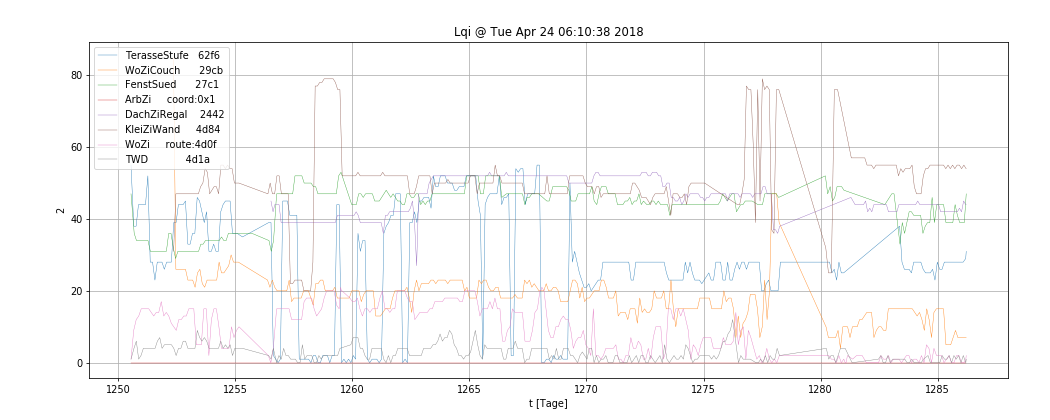 Lqi @ Tue Apr 24 06:10:38 2018
80
60
40
20
0
2
TerasseStufe 62f6
WoZiCouch 29cb
FenstSued 27c1
ArbZi coord:0x1
DachZiRegal 2442
KleiZiWand 4d84
WoZi route:4d0f
TWD 4d1a
1250 1255 1260 1265 1270 1275 1280 1285
t [Tage]